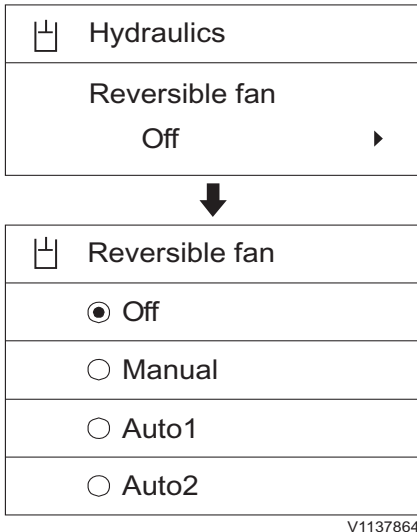 Hydraulics
Reversible fan
Off
Reversible fan
Off
Manual
Auto1
Auto2
V1137864